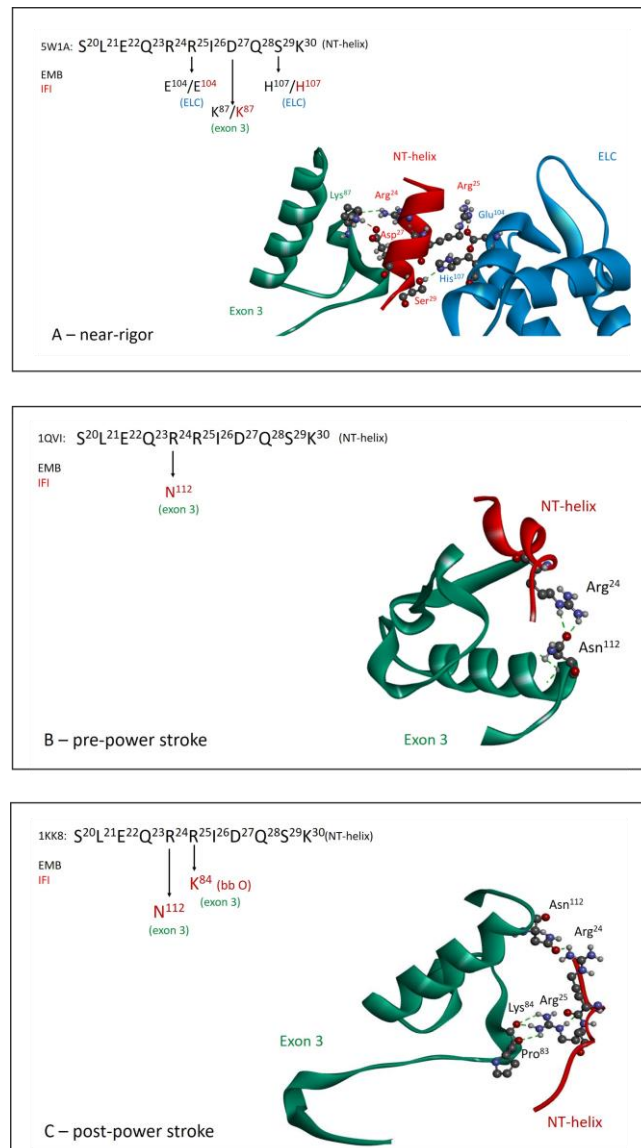 5W1A: S²⁰L²¹E²²Q²³R²⁴R²⁵I²⁶D²⁷Q²⁸S²⁹K³⁰ (NT-helix)
EMB
IFI
E¹⁰⁴/E¹⁰⁴ H¹⁰⁷/H¹⁰⁷
(ELC) (ELC)
K⁸⁷/K⁸⁷
(exon 3)
NT-helix ELC
Lys⁸⁷ Arg²⁴ Arg²⁵
Glu¹⁰⁴
Asp²⁷
His¹⁰⁷
Ser²⁹
Exon 3
A – near-rigor
1QVI: S²⁰L²¹E²²Q²³R²⁴R²⁵I²⁶D²⁷Q²⁸S²⁹K³⁰ (NT-helix)
EMB
IFI
N¹¹²
(exon 3)
NT-helix
Arg²⁴
Asn¹¹²
Exon 3
B – pre-power stroke
1KK8: S²⁰L²¹E²²Q²³R²⁴R²⁵I²⁶D²⁷Q²⁸S²⁹K³⁰(NT-helix)
EMB
IFI
K⁸⁴ (bb O)
(exon 3)
N¹¹²
(exon 3)
Asn¹¹²
Arg²⁴
Lys⁸⁴ Arg²⁵
Exon 3
Pro⁸³
NT-helix
C – post-power stroke